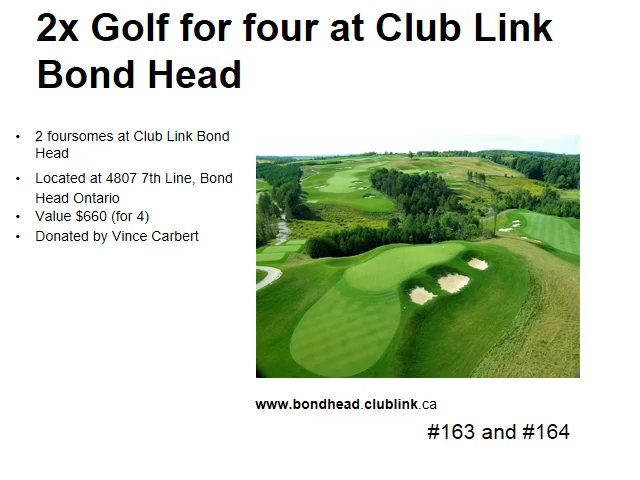 2x Golf for four at Club Link
Bond Head
• 2 foursomes at Club Link Bond
Head
• Located at 4807 7th Line, Bond
Head Ontario
• Value $660 (for 4)
• Donated by Vince Carbert
www.bondhead.clublink.ca
#163 and #164